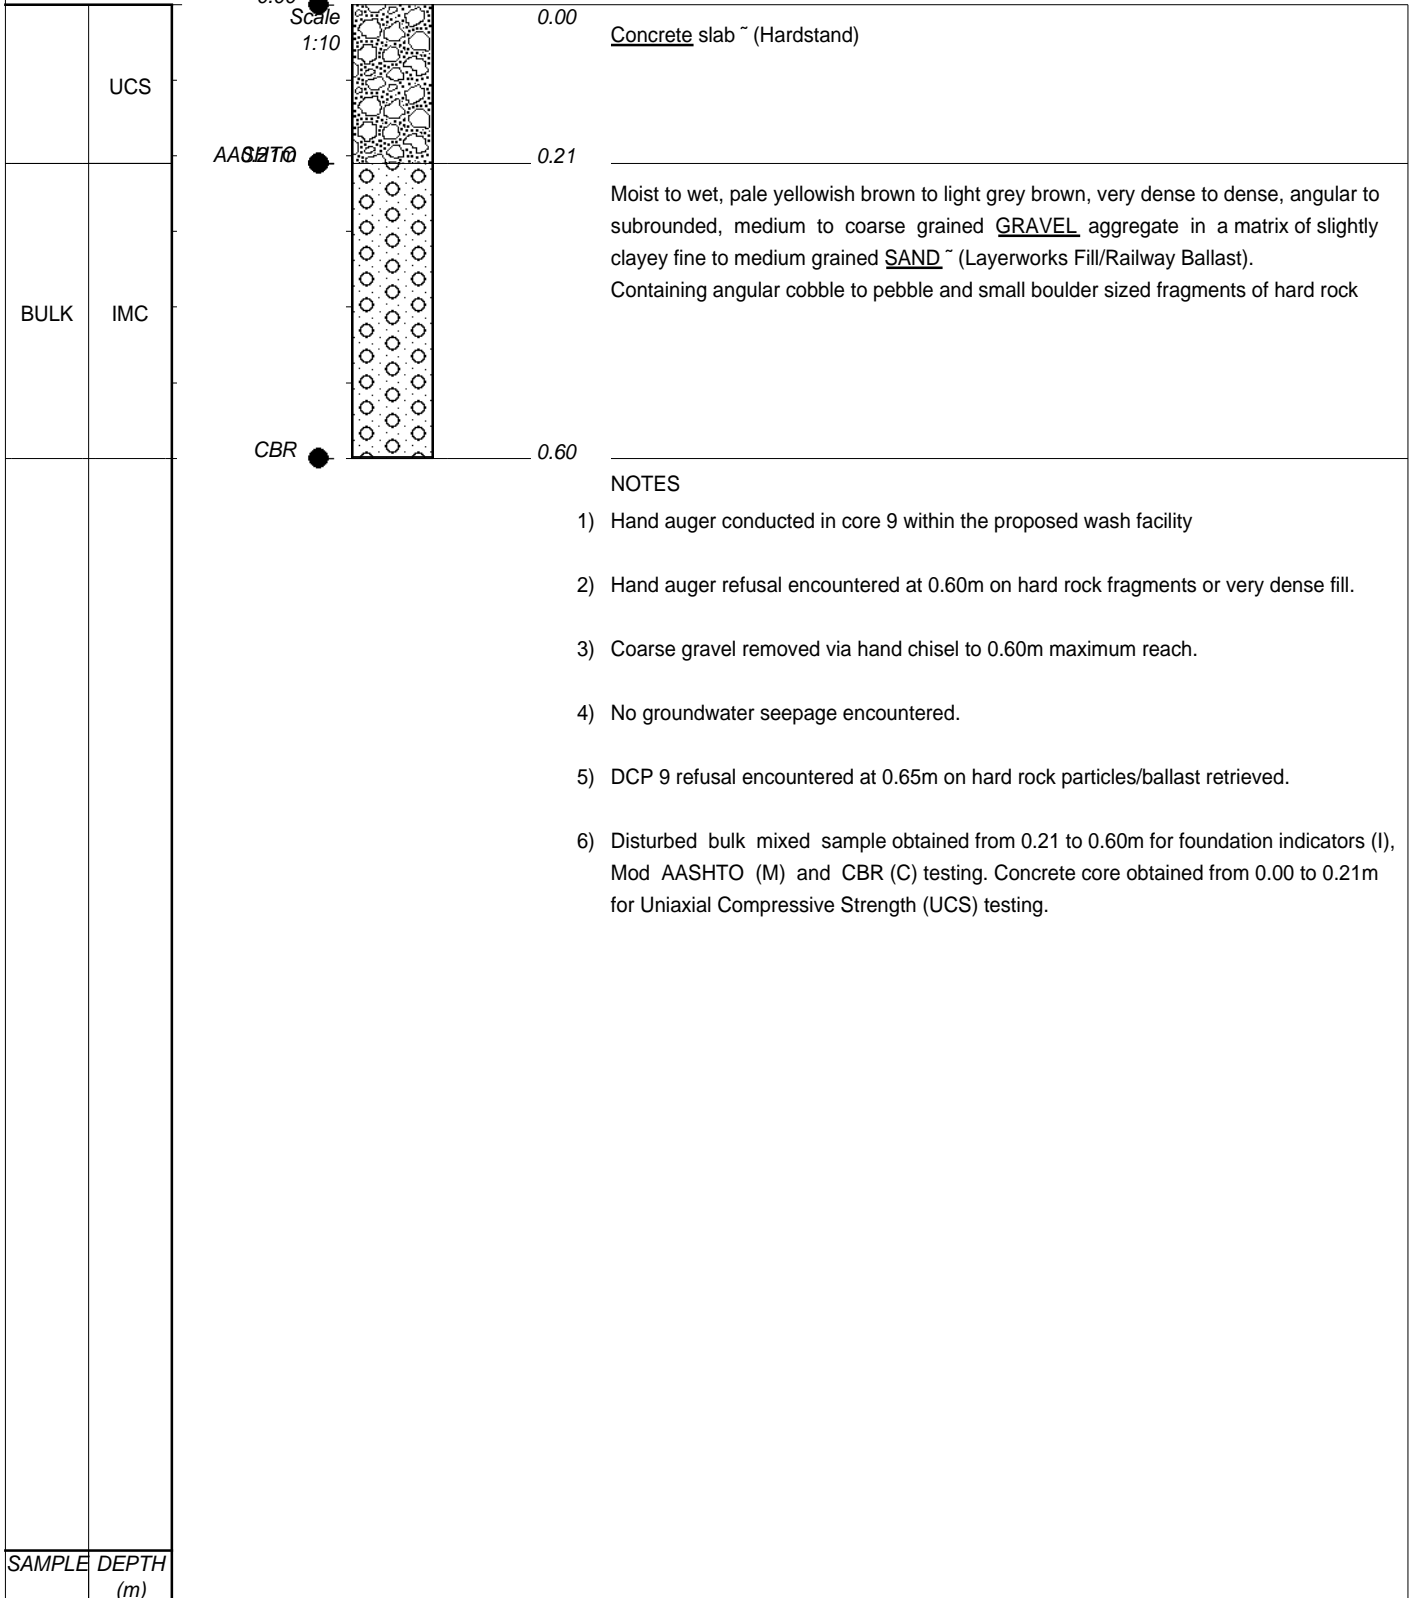 Scale
1:10
0.00
Concrete slab ˜ (Hardstand)
UCS
0.21
Moist to wet, pale yellowish brown to light grey brown, very dense to dense, angular to
subrounded, medium to coarse grained GRAVEL aggregate in a matrix of slightly
clayey fine to medium grained SAND ˜ (Layerworks Fill/Railway Ballast).
Containing angular cobble to pebble and small boulder sized fragments of hard rock
BULK IMC
CBR
0.60
NOTES
1) Hand auger conducted in core 9 within the proposed wash facility
2) Hand auger refusal encountered at 0.60m on hard rock fragments or very dense fill.
3) Coarse gravel removed via hand chisel to 0.60m maximum reach.
4) No groundwater seepage encountered.
5) DCP 9 refusal encountered at 0.65m on hard rock particles/ballast retrieved.
6) Disturbed bulk mixed sample obtained from 0.21 to 0.60m for foundation indicators (I),
Mod AASHTO (M) and CBR (C) testing. Concrete core obtained from 0.00 to 0.21m
for Uniaxial Compressive Strength (UCS) testing.
SAMPLE DEPTH
(m)